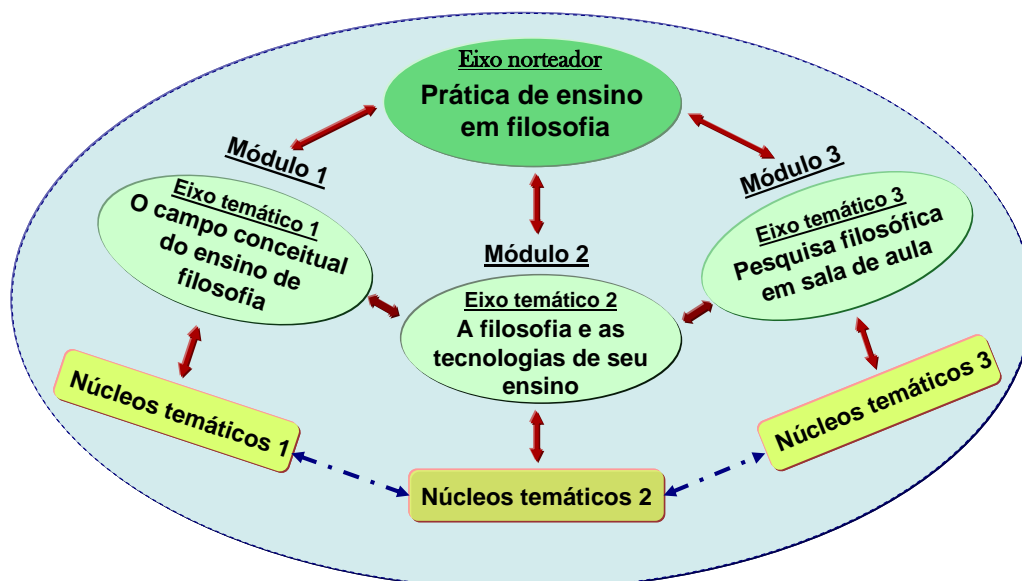 Eixo norteador
Prática de ensino
em filosofia
Módulo 1
Eixo temático 1
O campo conceitual
do ensino de
filosofia
Módulo 2
Eixo temático 2
A filosofia e as
tecnologias de seu
ensino
Módulo 3
Eixo temático 3
Pesquisa filosófica
em sala de aula
Núcleos temáticos 1
Núcleos temáticos 2
Núcleos temáticos 3